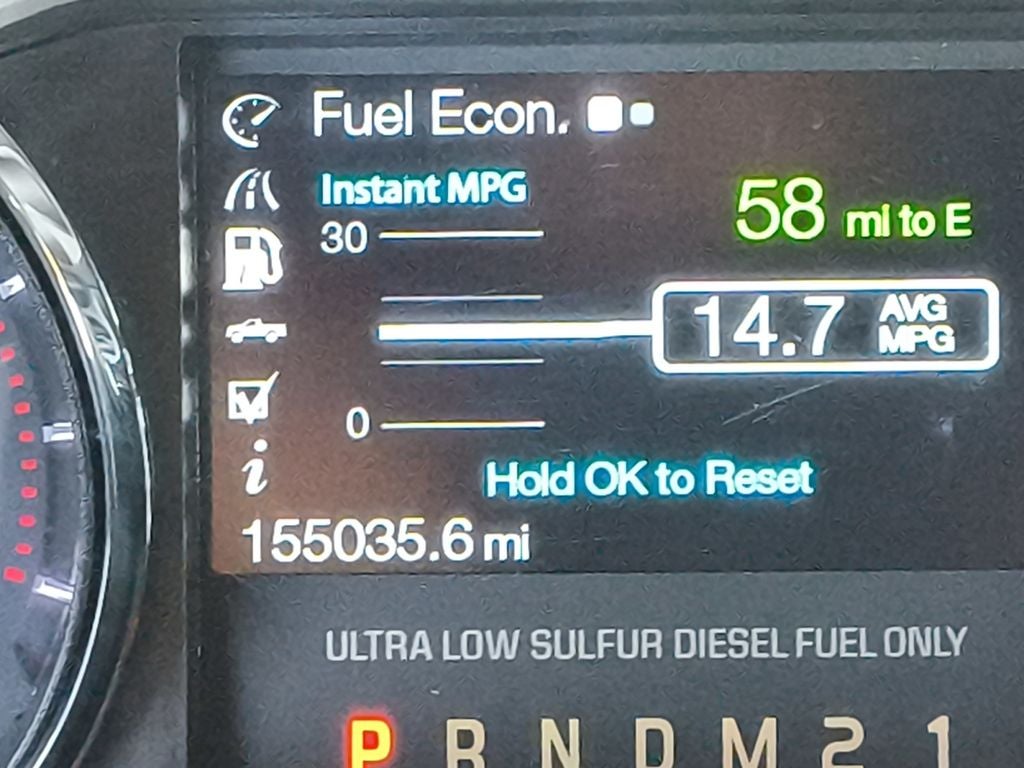 Fuel Econ.
Instant MPG
58 mi to E
30
14.7 AVG MPG
0
Hold OK to Reset
155035.6 mi
ULTRA LOW SULFUR DIESEL FUEL ONLY
P R N D M 2 1